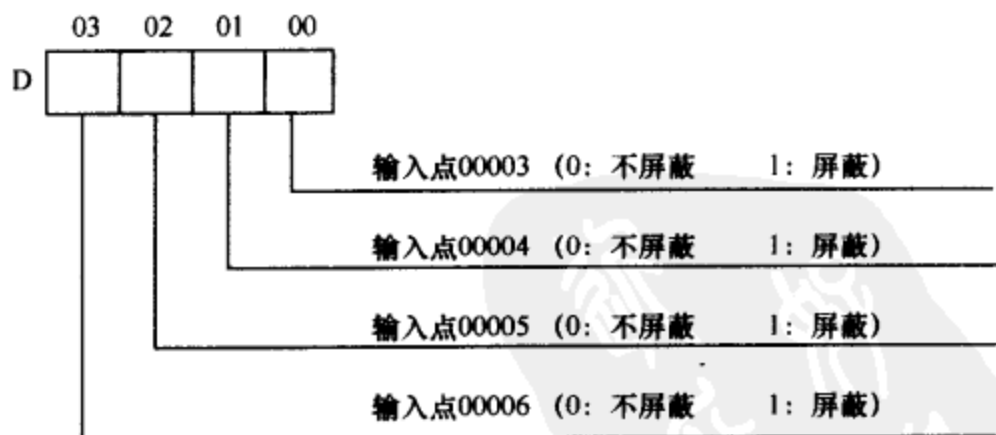 03 02 01 00
D
输入点00003 (0: 不屏蔽 1: 屏蔽)
输入点00004 (0: 不屏蔽 1: 屏蔽)
输入点00005 (0: 不屏蔽 1: 屏蔽)
输入点00006 (0: 不屏蔽 1: 屏蔽)